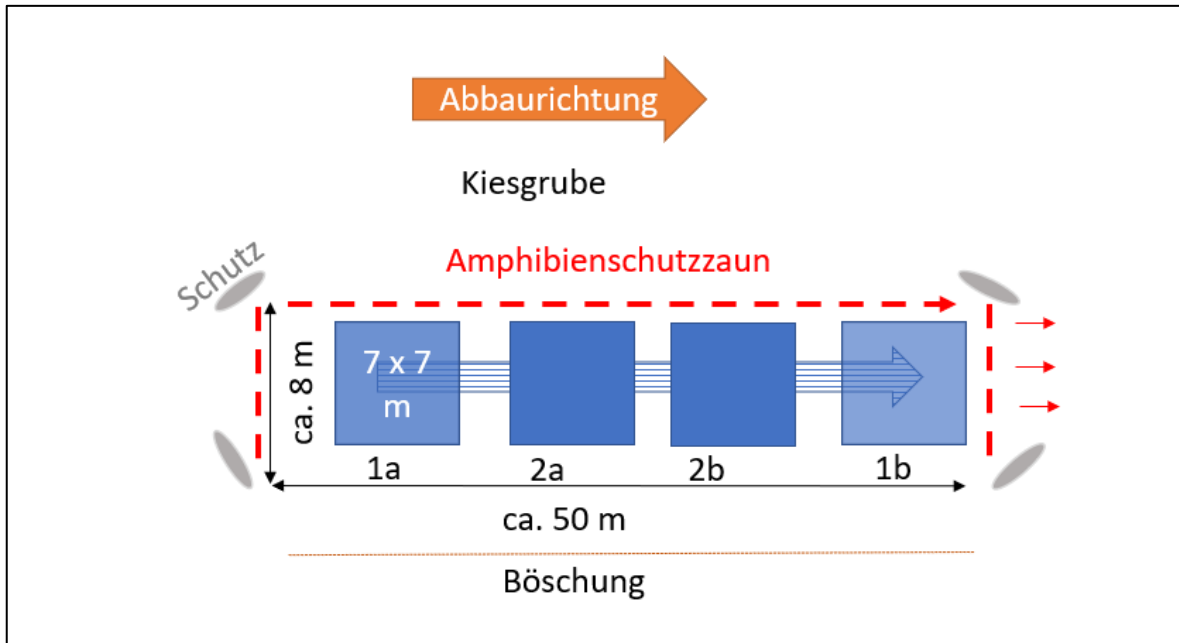 Abbaurichtung
Kiesgrube
Schutz
Amphibienschutzzaun
ca. 8 m
7 x 7
m
1a
2a
2b
1b
ca. 50 m
Böschung